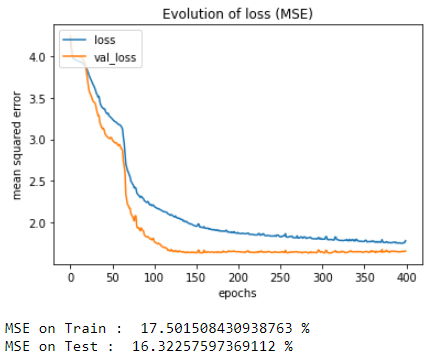 Evolution of loss (MSE)
loss
val_loss
mean squared error
4.0
3.5
3.0
2.5
2.0
0 50 100 150 200 250 300 350 400
epochs
MSE on Train :  17.501508430938763 %
MSE on Test :  16.32257597369112 %